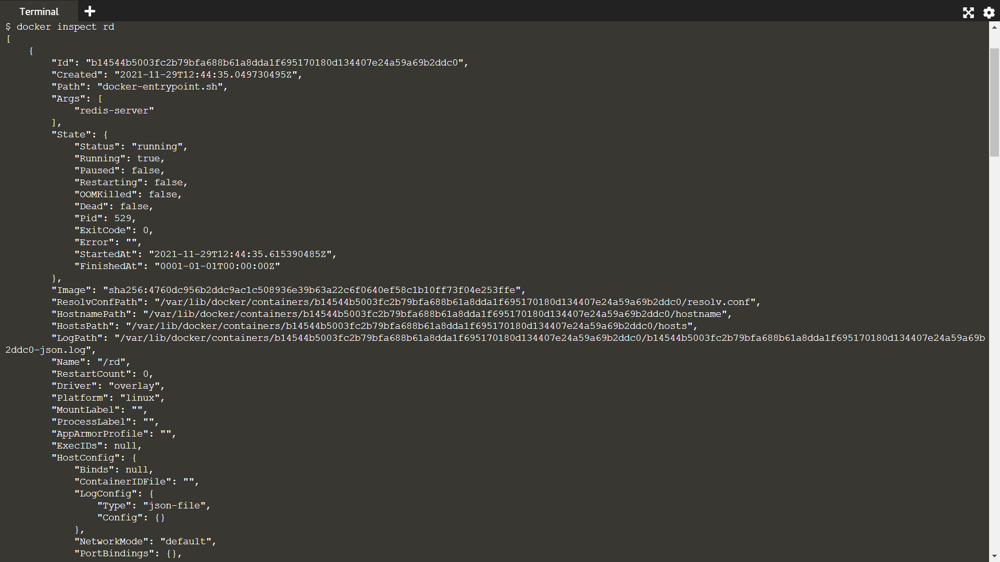 Terminal
$ docker inspect rd
[
    {
        "Id": "b14544b5003fc2b79bfa688b61a8dda1f695170180d134407e24a59a69b2ddc0",
        "Created": "2021-11-29T12:44:35.049730495Z",
        "Path": "docker-entrypoint.sh",
        "Args": [
            "redis-server"
        ],
        "State": {
            "Status": "running",
            "Running": true,
            "Paused": false,
            "Restarting": false,
            "OOMKilled": false,
            "Dead": false,
            "Pid": 529,
            "ExitCode": 0,
            "Error": "",
            "StartedAt": "2021-11-29T12:44:35.615390485Z",
            "FinishedAt": "0001-01-01T00:00:00Z"
        },
        "Image": "sha256:4760dc956b2ddc9ac1c508936e39b63a22c6f0640ef58c1b10ff73f04e253ffe",
        "ResolvConfPath": "/var/lib/docker/containers/b14544b5003fc2b79bfa688b61a8dda1f695170180d134407e24a59a69b2ddc0/resolv.conf",
        "HostnamePath": "/var/lib/docker/containers/b14544b5003fc2b79bfa688b61a8dda1f695170180d134407e24a59a69b2ddc0/hostname",
        "HostsPath": "/var/lib/docker/containers/b14544b5003fc2b79bfa688b61a8dda1f695170180d134407e24a59a69b2ddc0/hosts",
        "LogPath": "/var/lib/docker/containers/b14544b5003fc2b79bfa688b61a8dda1f695170180d134407e24a59a69b2ddc0/b14544b5003fc2b79bfa688b61a8dda1f695170180d134407e24a59a69b
2ddc0-json.log",
        "Name": "/rd",
        "RestartCount": 0,
        "Driver": "overlay",
        "Platform": "linux",
        "MountLabel": "",
        "ProcessLabel": "",
        "AppArmorProfile": "",
        "ExecIDs": null,
        "HostConfig": {
            "Binds": null,
            "ContainerIDFile": "",
            "LogConfig": {
                "Type": "json-file",
                "Config": {}
            },
            "NetworkMode": "default",
            "PortBindings": {},